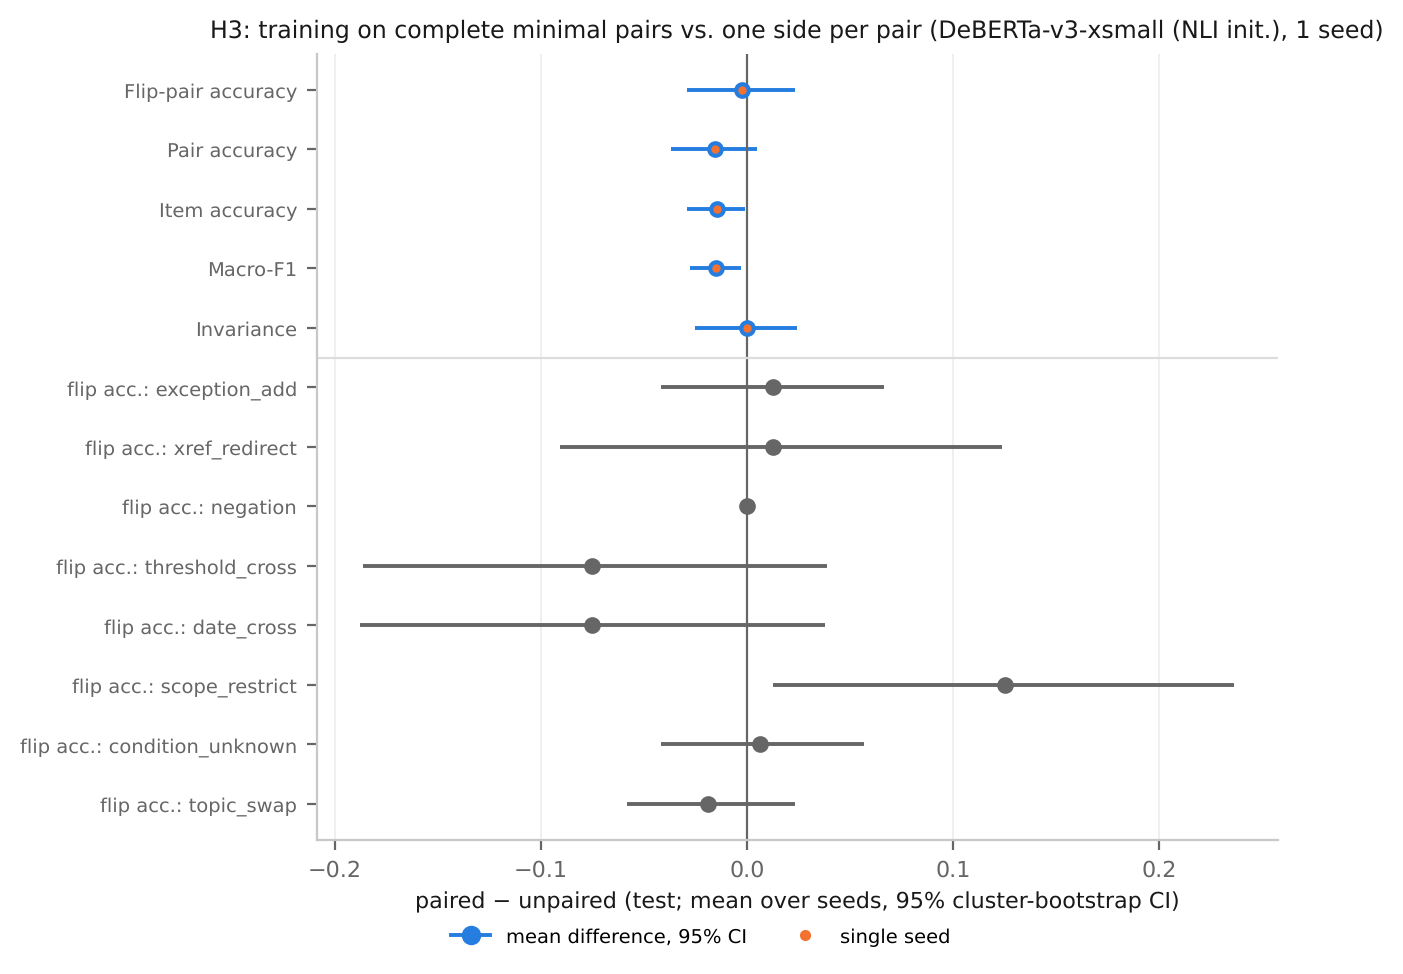 H3: training on complete minimal pairs vs. one side per pair (DeBERTa-v3-xsmall (NLI init.), 1 seed)
Flip-pair accuracy
Pair accuracy
Item accuracy
Macro-F1
Invariance
flip acc.: exception_add
flip acc.: xref_redirect
flip acc.: negation
flip acc.: threshold_cross
flip acc.: date_cross
flip acc.: scope_restrict
flip acc.: condition_unknown
flip acc.: topic_swap
−0.2 −0.1 0.0 0.1 0.2
paired − unpaired (test; mean over seeds, 95% cluster-bootstrap CI)
mean difference, 95% CI single seed